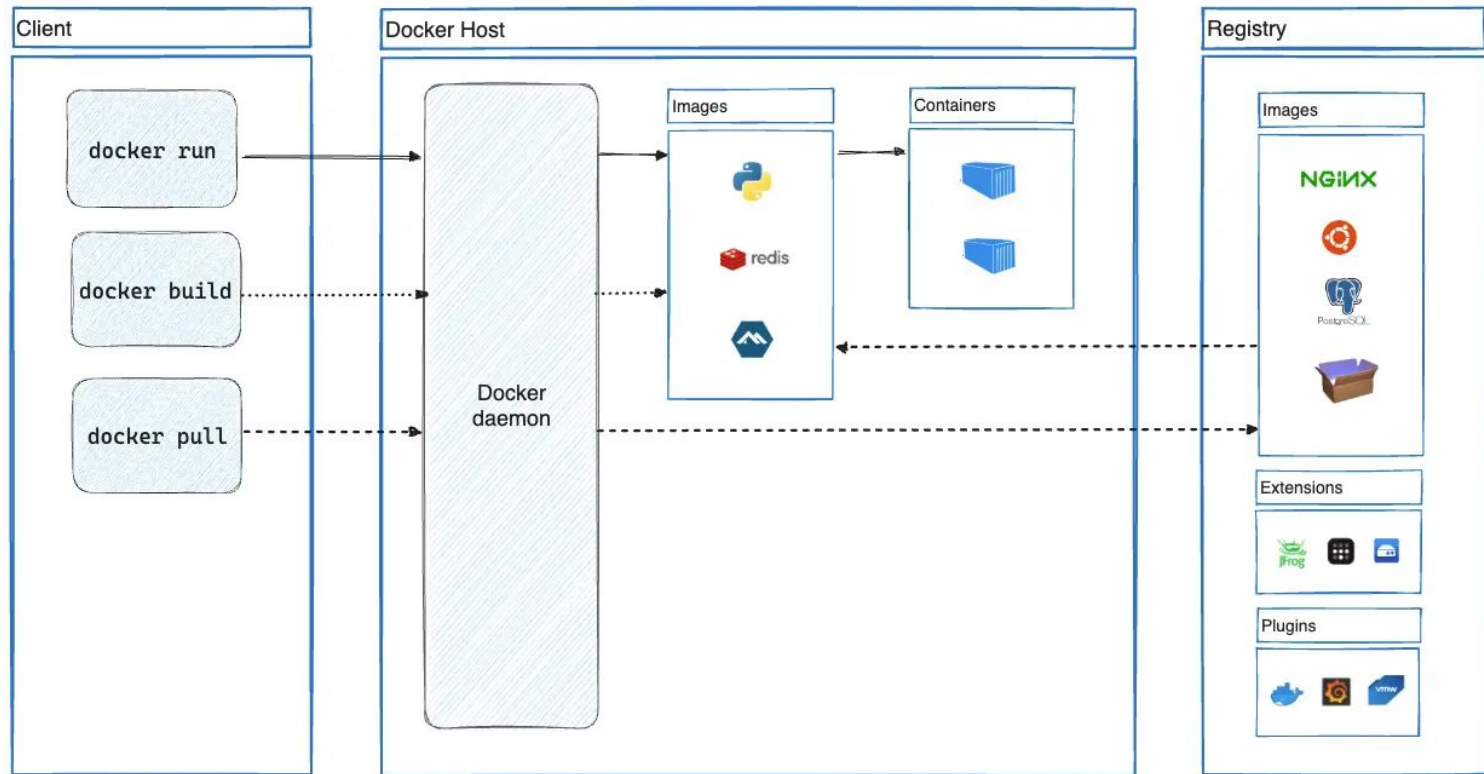 Client
Docker Host
Registry
docker run
docker build
docker pull
Docker
daemon
Images
redis
Containers
Images
NGINX
PostgreSQL
Extensions
JFrog
Plugins
vmw